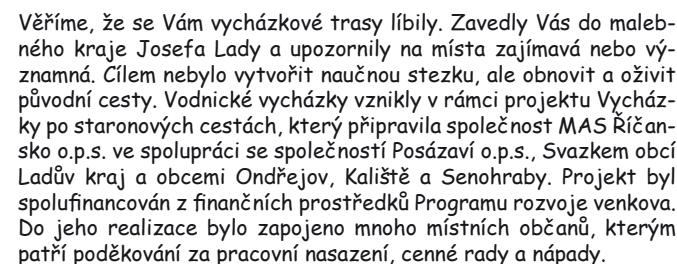 Věříme, že se Vám vycházkové trasy líbily. Zavedly Vás do maleb-
ného kraje Josefa Lady a upozornily na místa zajímavá nebo vý-
znamná. Cílem nebylo vytvořit naučnou stezku, ale obnovit a oživit
původní cesty. Vodnické vycházky vznikly v rámci projektu Vycház-
ky po staronových cestách, který připravila společnost MAS Říčan-
sko o.p.s. ve spolupráci se společností Posázaví o.p.s., Svazkem obcí
Ladův kraj a obcemi Ondřejov, Kaliště a Senohraby. Projekt byl
spolufinancován z finančních prostředků Programu rozvoje venkova.
Do jeho realizace bylo zapojeno mnoho místních občanů, kterým
patří poděkování za pracovní nasazení, cenné rady a nápady.